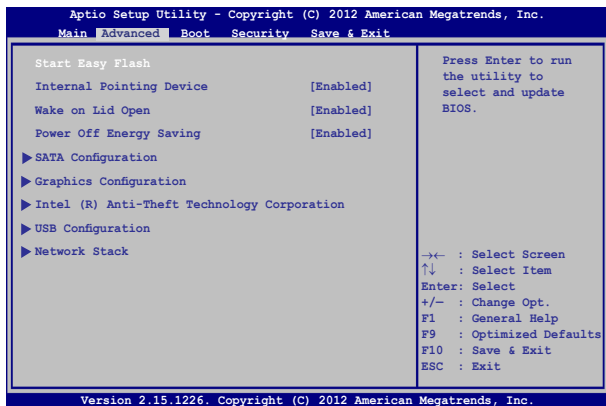 Aptio Setup Utility - Copyright (C) 2012 American Megatrends, Inc.
Main Advanced Boot Security Save & Exit
Start Easy Flash
Internal Pointing Device [Enabled]
Wake on Lid Open [Enabled]
Power Off Energy Saving [Enabled]
SATA Configuration
Graphics Configuration
Intel (R) Anti-Theft Technology Corporation
USB Configuration
Network Stack
Press Enter to run
the utility to
select and update
BIOS.
→← : Select Screen
↑↓ : Select Item
Enter: Select
+/— : Change Opt.
F1 : General Help
F9 : Optimized Defaults
F10 : Save & Exit
ESC : Exit
Version 2.15.1226. Copyright (C) 2012 American Megatrends, Inc.